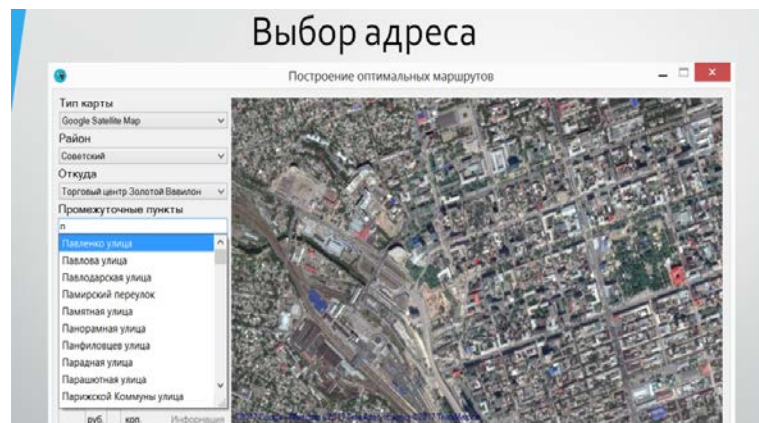 Выбор адреса
Построение оптимальных маршрутов
Тип карты
Google Satellite Map
Район
Советский
Откуда
Торговый центр Золотой Вавилон
Промежуточные пункты
п
Павленко улица
Павлова улица
Павлодарская улица
Памирский переулок
Памятная улица
Панорамная улица
Панфиловцев улица
Парадная улица
Парашютная улица
Парижской Коммуны улица
руб. коп. Информация